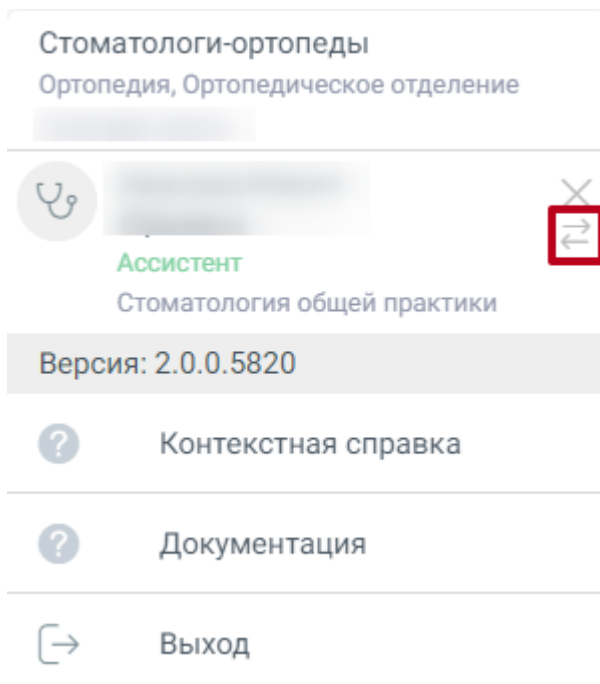 Стоматологи-ортопеды
Ортопедия, Ортопедическое отделение
Ассистент
Стоматология общей практики
Версия: 2.0.0.5820
Контекстная справка
Документация
Выход